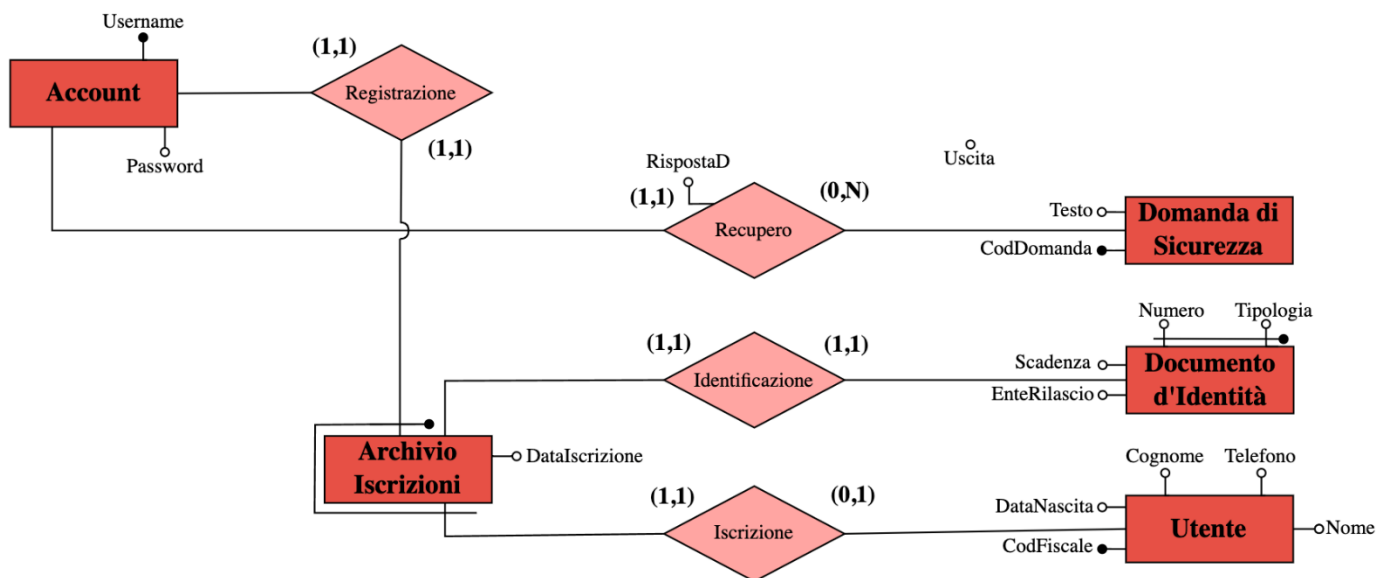 Username
(1,1)
Account
Registrazione
(1,1)
Password
Uscita
RispostaD
(1,1)
(0,N)
Testo
Domanda di
Sicurezza
Recupero
CodDomanda
Numero
Tipologia
(1,1)
(1,1)
Scadenza
Documento
d'Identità
Identificazione
EnteRilascio
Archivio
Iscrizioni
DataIscrizione
Cognome
Telefono
(1,1)
(0,1)
DataNascita
Utente
Nome
Iscrizione
CodFiscale